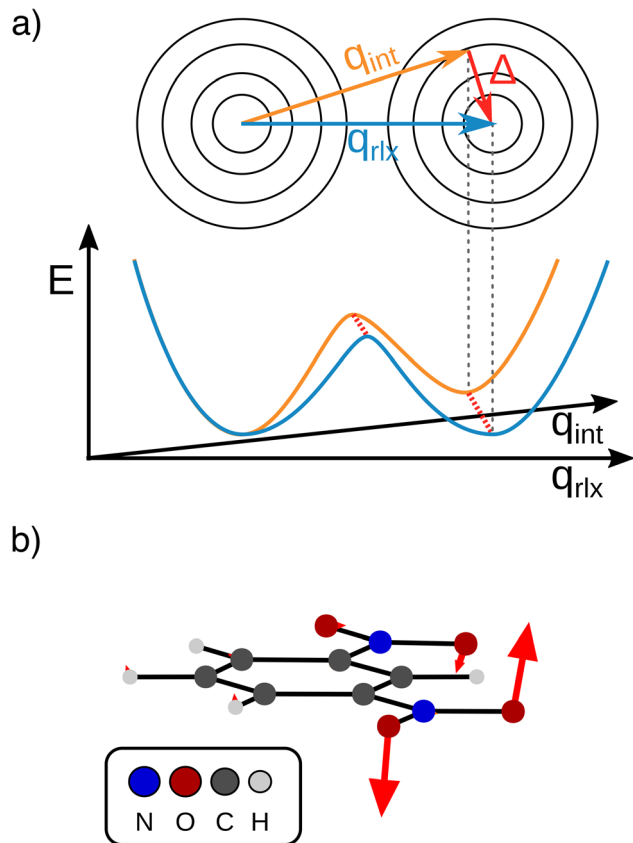 a)
q_int
Δ
q_rlx
E
q_int
q_rlx
b)
N O C H